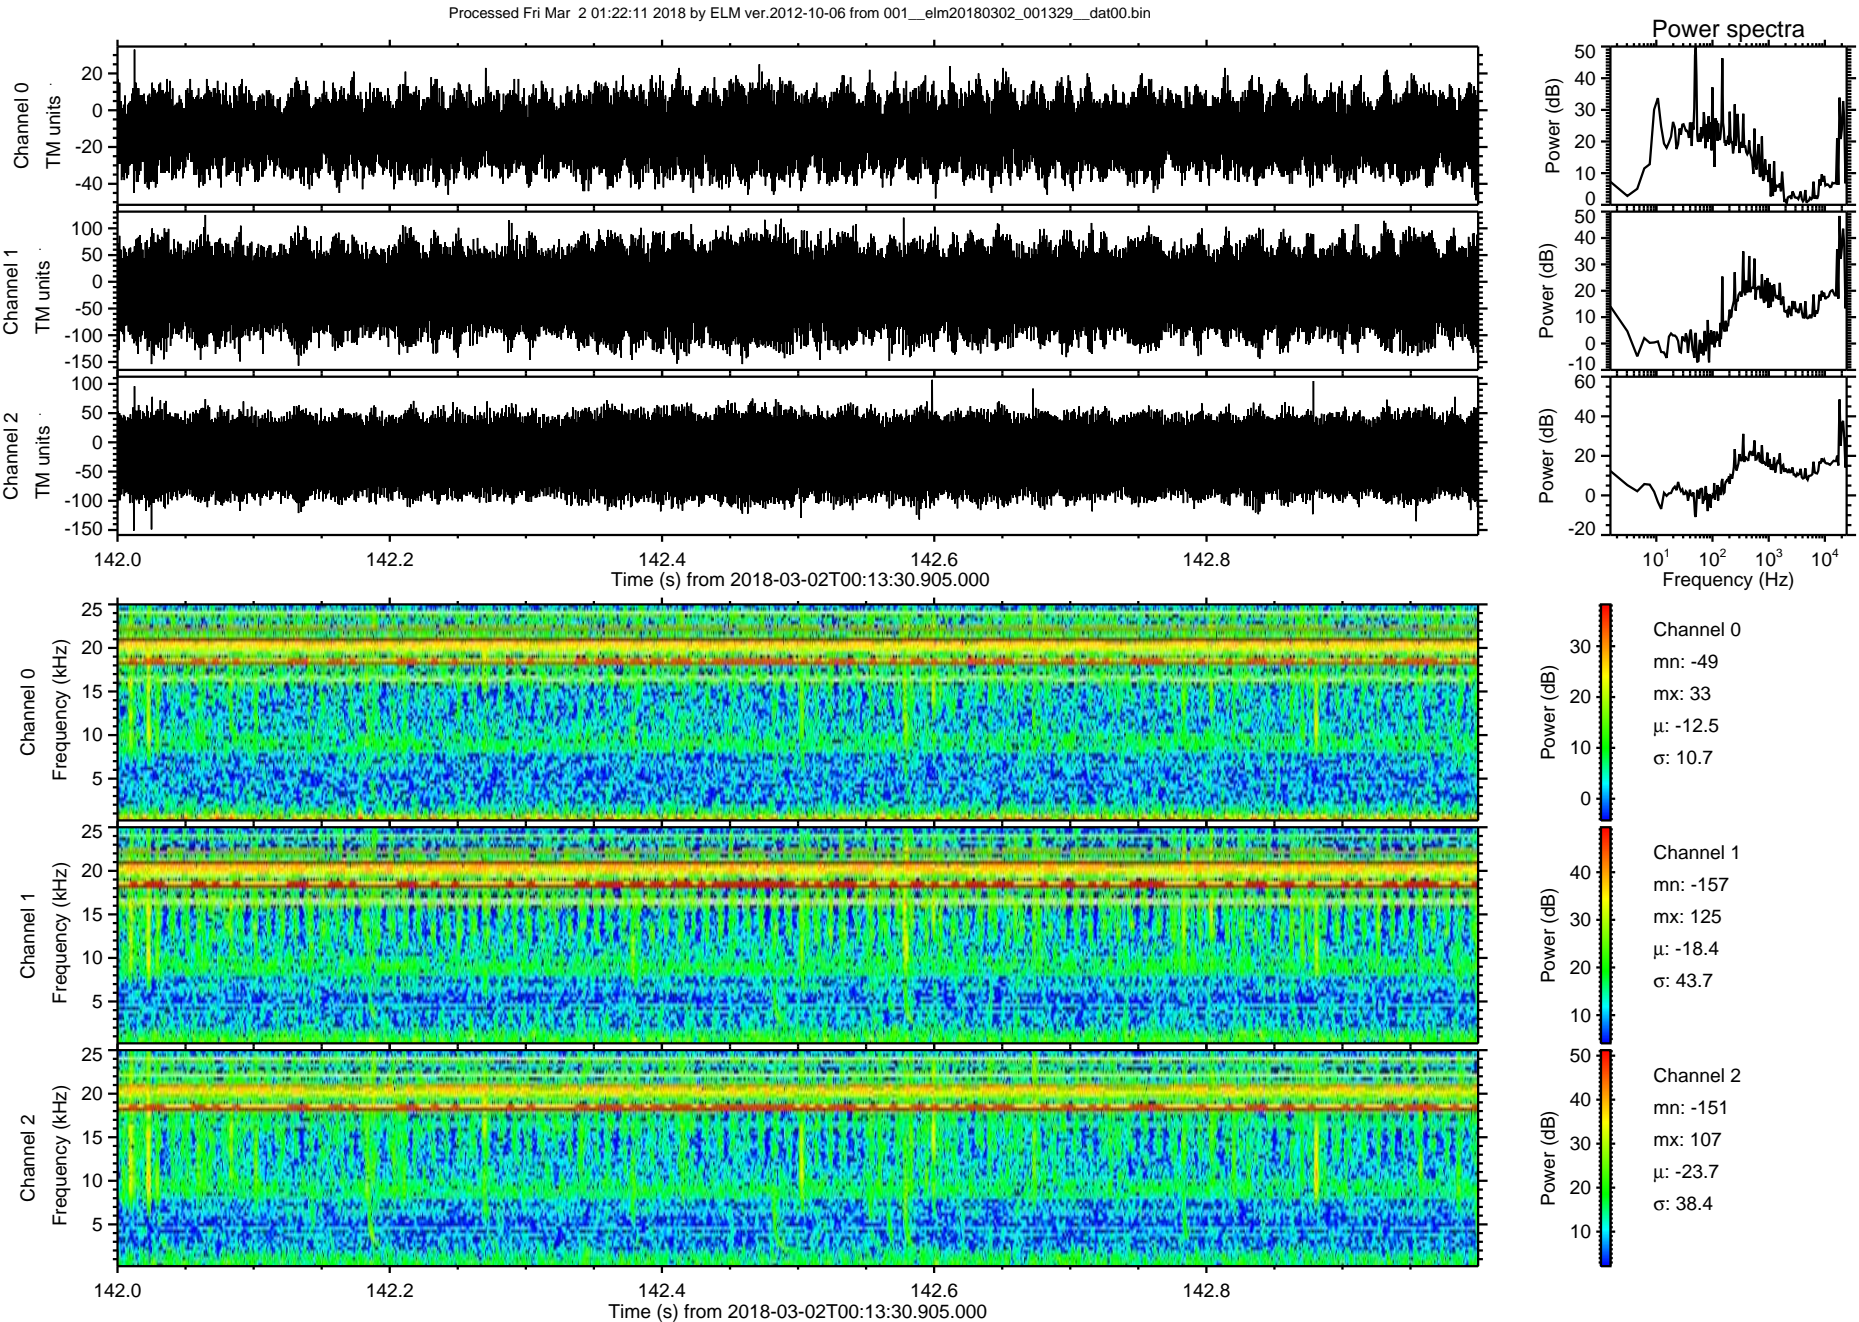 Processed Fri Mar  2 01:22:11 2018 by ELM ver.2012-10-06 from 001__elm20180302_001329__dat00.bin
Power spectra
Channel 0
TM units
20
0
-20
-40
Power (dB)
50
40
30
20
10
0
Channel 1
TM units
100
50
0
-50
-100
-150
Power (dB)
50
40
30
20
10
0
-10
Channel 2
TM units
100
50
0
-50
-100
-150
Power (dB)
60
40
20
0
-20
142.0 142.2 142.4 142.6 142.8
Time (s) from 2018-03-02T00:13:30.905.000
10^1 10^2 10^3 10^4
Frequency (Hz)
Channel 0
Frequency (kHz)
25
20
15
10
5
Power (dB)
30
20
10
0
Channel 0
mn: -49
mx: 33
μ: -12.5
σ: 10.7
Channel 1
Frequency (kHz)
25
20
15
10
5
Power (dB)
40
30
20
10
Channel 1
mn: -157
mx: 125
μ: -18.4
σ: 43.7
Channel 2
Frequency (kHz)
25
20
15
10
5
Power (dB)
50
40
30
20
10
Channel 2
mn: -151
mx: 107
μ: -23.7
σ: 38.4
142.0 142.2 142.4 142.6 142.8
Time (s) from 2018-03-02T00:13:30.905.000